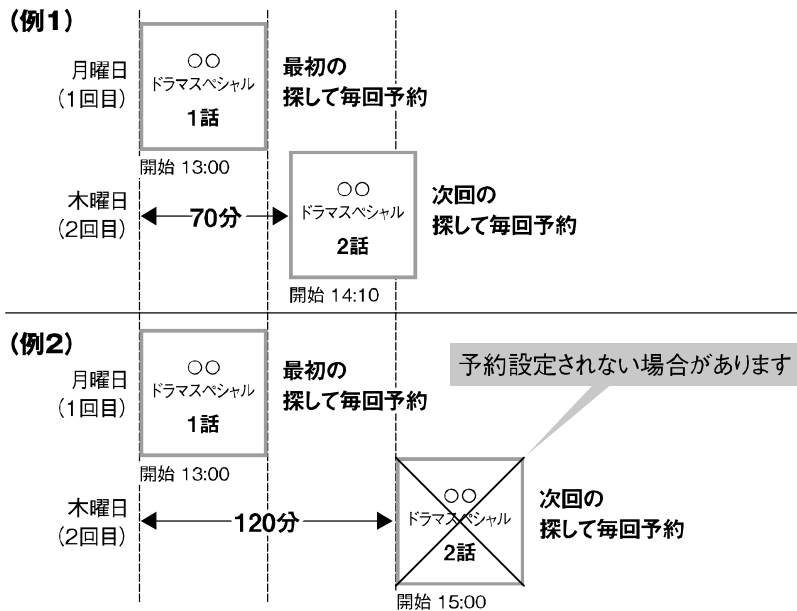 (例1)
月曜日
(1回目)
○○
ドラマスペシャル
1話
最初の
探して毎回予約
開始 13:00
木曜日
(2回目)
70分
○○
ドラマスペシャル
2話
次回の
探して毎回予約
開始 14:10
(例2)
月曜日
(1回目)
○○
ドラマスペシャル
1話
最初の
探して毎回予約
予約設定されない場合があります
開始 13:00
木曜日
(2回目)
120分
○○
ドラマスペシャル
2話
次回の
探して毎回予約
開始 15:00